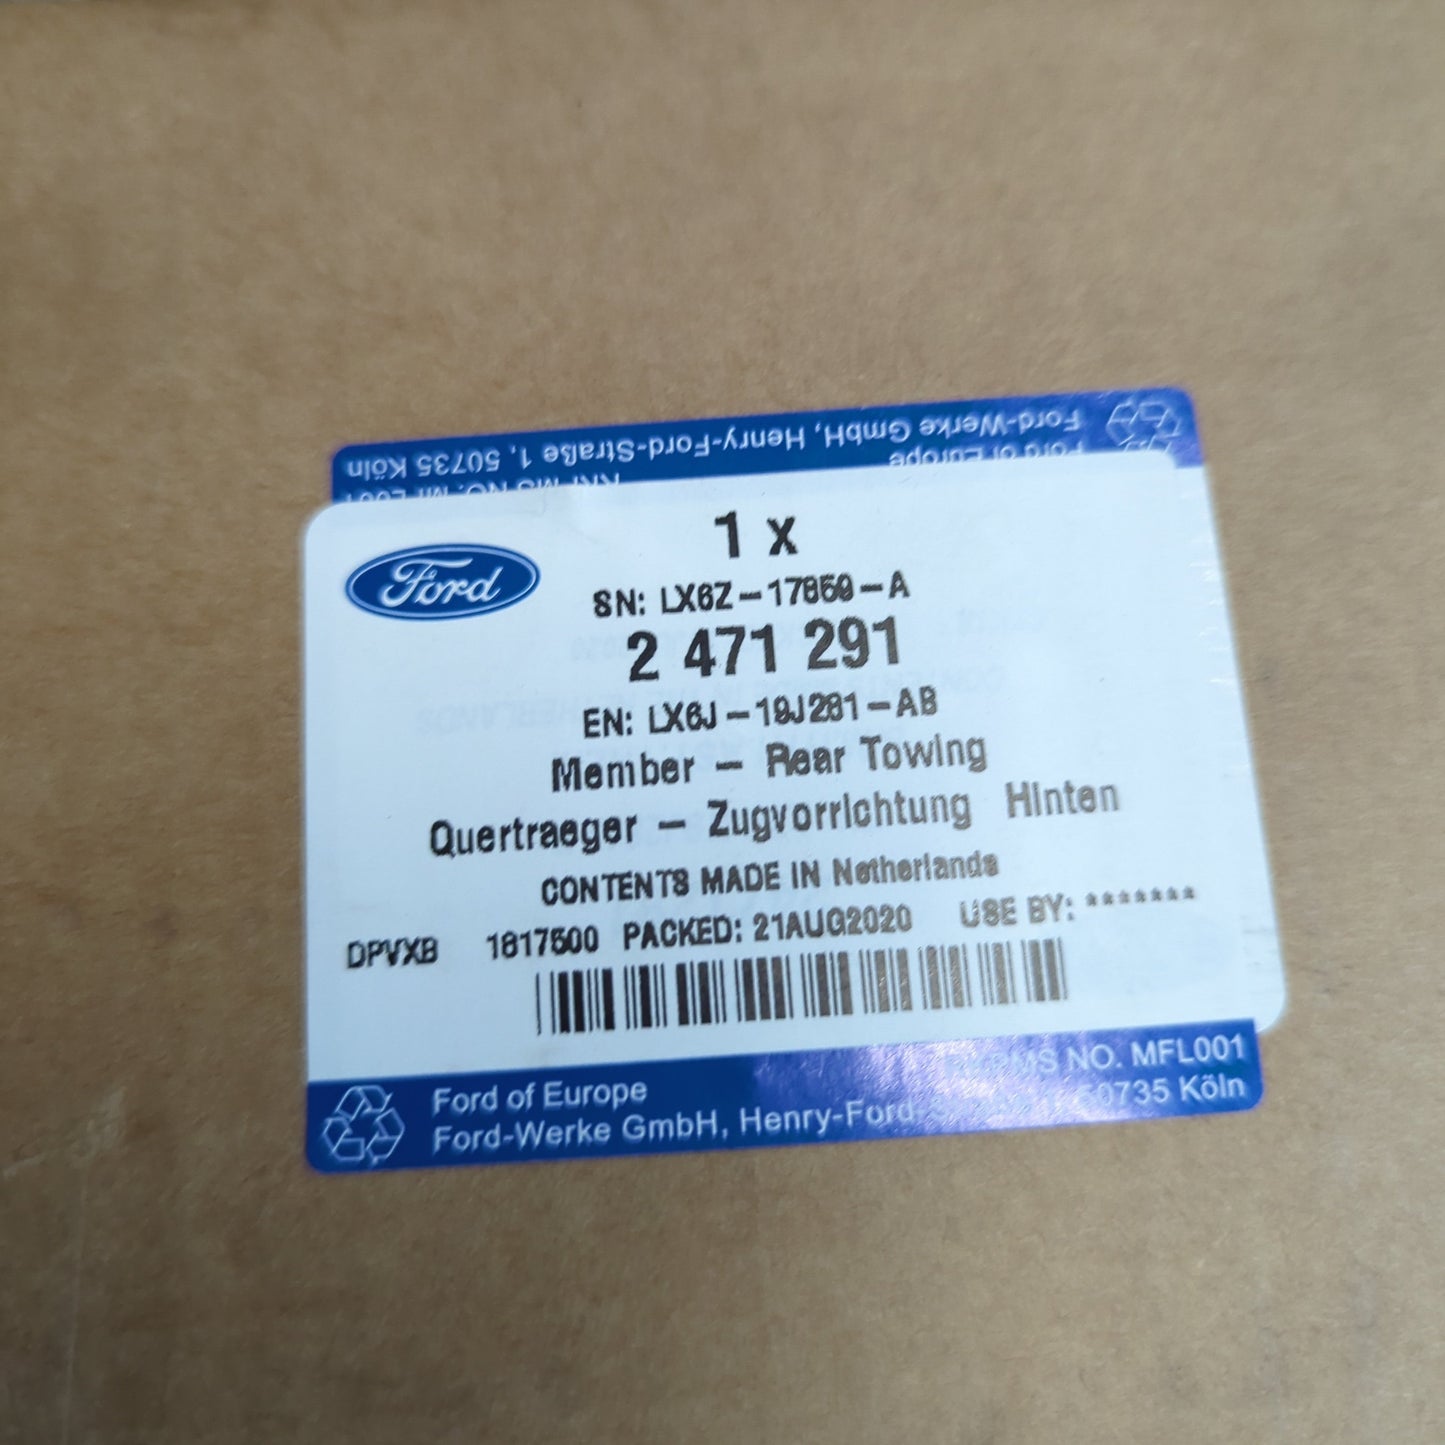 Ford-Werke GmbH, Henry-Ford-Straße 1, 50735 Köln
Ford of Europe
Ford
1 x
SN: LX6Z-17859-A
2 471 291
EN: LX6J-19J281-AB
Member - Rear Towing
Quertraeger - Zugvorrichtung Hinten
CONTENTS MADE IN Netherlands
DPVXB 1817500 PACKED: 21AUG2020 USE BY: *******
Ford of Europe NO. MFL001
Ford-Werke GmbH, Henry-Ford- 50735 Köln